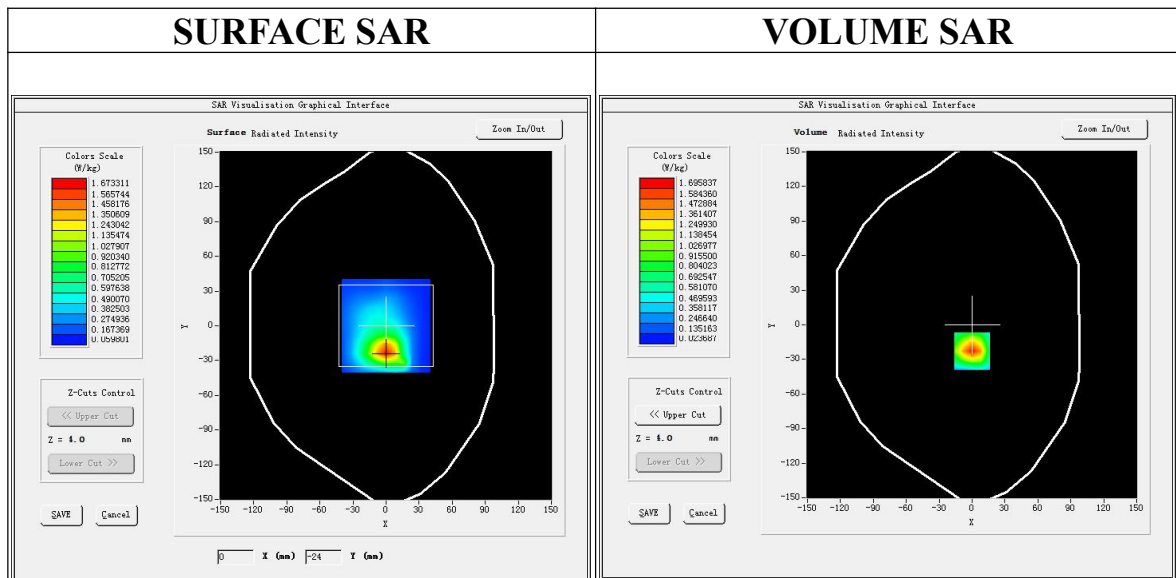 SURFACE SAR
VOLUME SAR
SAR Visualisation Graphical Interface
Surface Radiated Intensity
Zoom In/Out
Colors Scale
(W/kg)
1.673311
1.565744
1.458176
1.350609
1.243042
1.135474
1.027907
0.920340
0.812772
0.705205
0.597638
0.490070
0.382503
0.274936
0.167369
0.059801
150
120
90
60
30
0
-30
-60
-90
-120
-150
Y
-150 -120 -90 -60 -30 0 30 60 90 120 150
X
Z-Cuts Control
<< Upper Cut
Z = 4.0 mm
Lower Cut >>
SAVE Cancel
0 X (mm) -24 Y (mm)
SAR Visualisation Graphical Interface
Volume Radiated Intensity
Zoom In/Out
Colors Scale
(W/kg)
1.695837
1.584360
1.472884
1.361407
1.249930
1.138454
1.026977
0.915500
0.804023
0.692547
0.581070
0.469593
0.358117
0.246640
0.135163
0.023687
150
120
90
60
30
0
-30
-60
-90
-120
-150
Y
-150 -120 -90 -60 -30 0 30 60 90 120 150
X
Z-Cuts Control
<< Upper Cut
Z = 4.0 mm
Lower Cut >>
SAVE Cancel